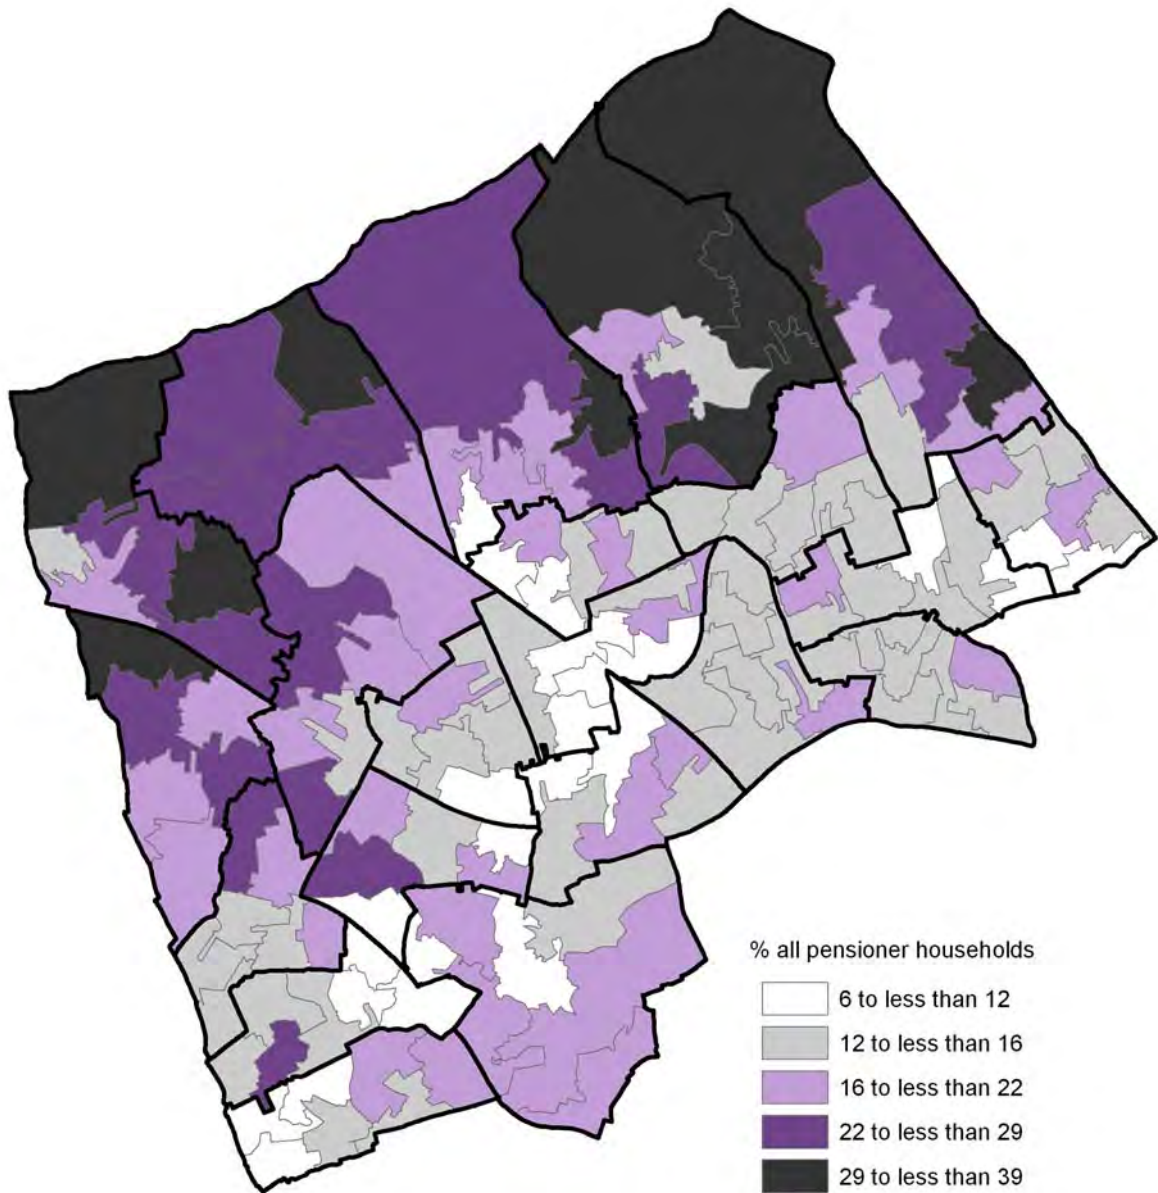 % all pensioner households
6 to less than 12
12 to less than 16
16 to less than 22
22 to less than 29
29 to less than 39